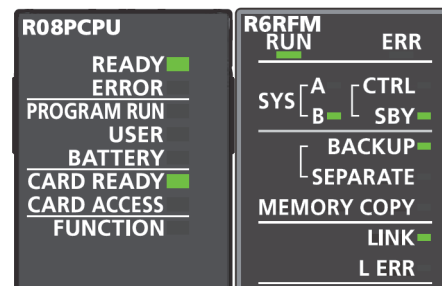 R08PCPU
READY
ERROR
PROGRAM RUN
USER
BATTERY
CARD READY
CARD ACCESS
FUNCTION
R6RFM
RUN ERR
SYS A CTRL
B SBY
BACKUP
SEPARATE
MEMORY COPY
LINK
L ERR